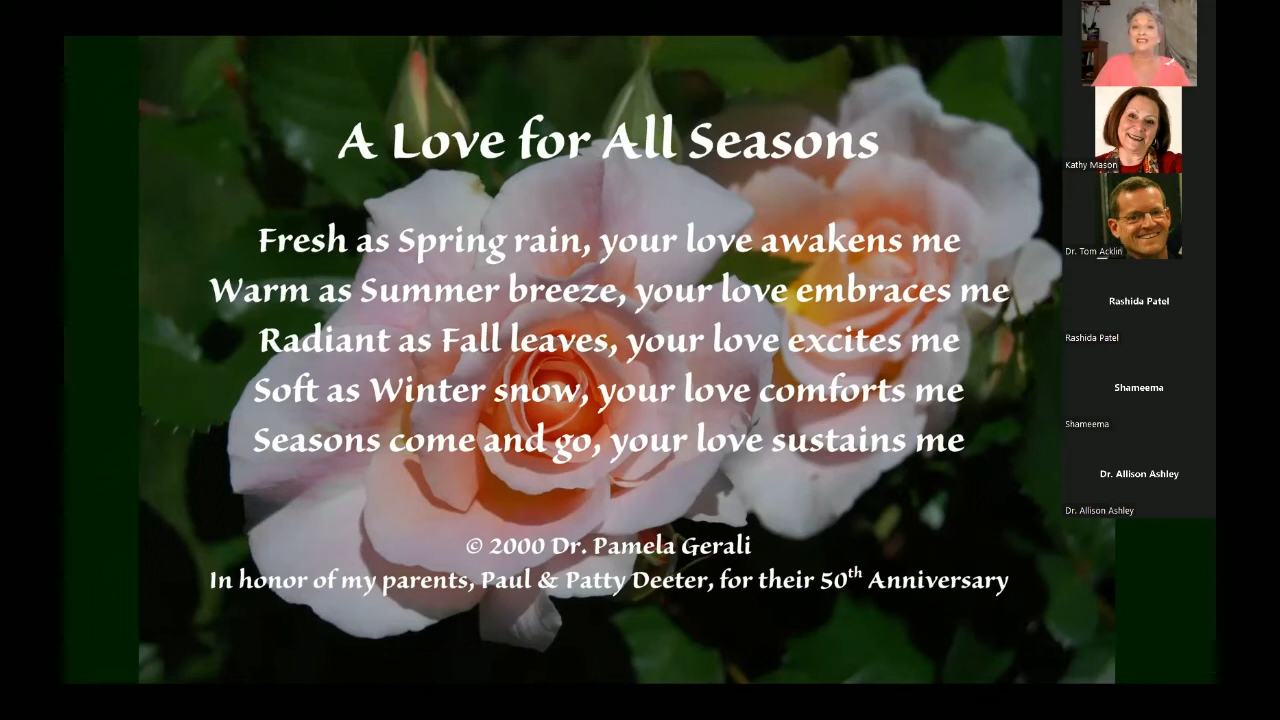 A Love for All Seasons
Fresh as Spring rain, your love awakens me
Warm as Summer breeze, your love embraces me
Radiant as Fall leaves, your love excites me
Soft as Winter snow, your love comforts me
Seasons come and go, your love sustains me
© 2000 Dr. Pamela Gerali
In honor of my parents, Paul & Patty Deeter, for their 50th Anniversary
Kathy Mason
Dr. Tom Acklin
Rashida Patel
Rashida Patel
Shameema
Shameema
Dr. Allison Ashley
Dr. Allison Ashley